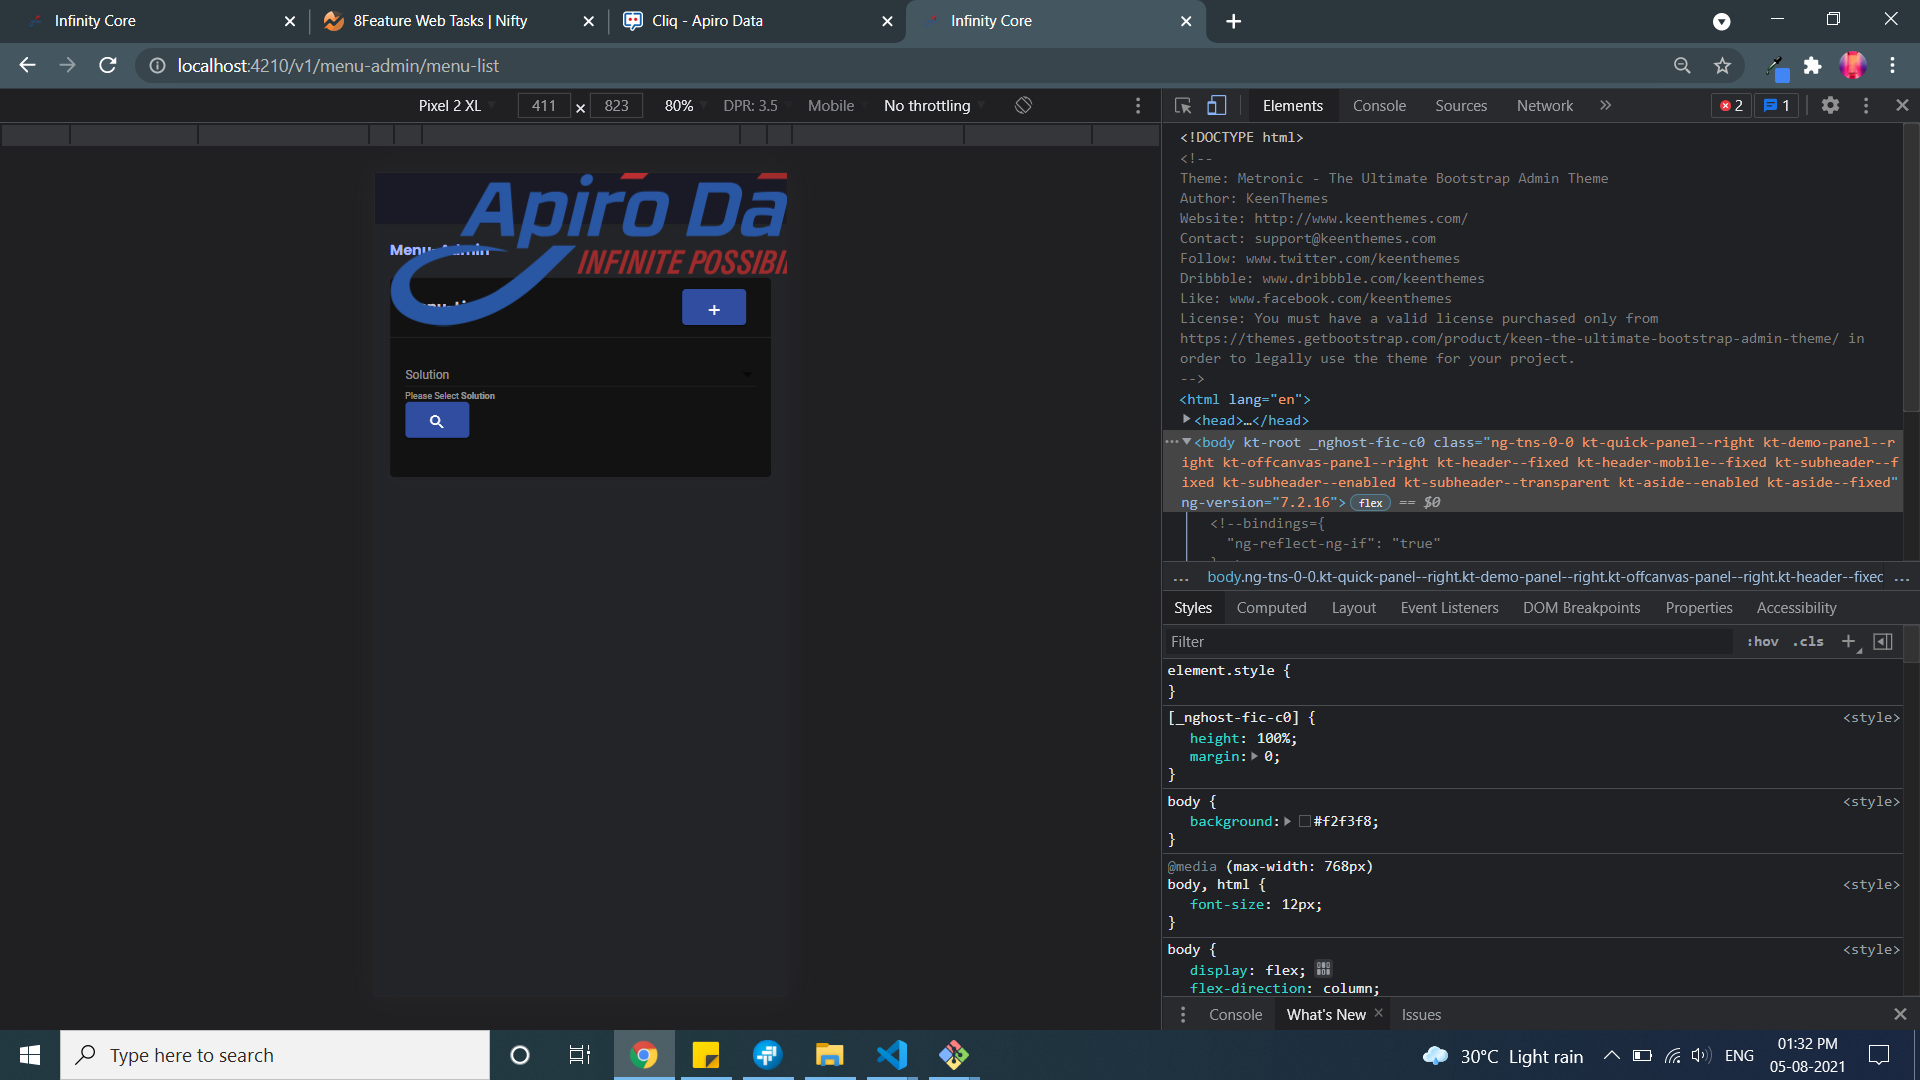 Infinity Core
8Feature Web Tasks | Nifty
Cliq - Apiro Data
Infinity Core
localhost:4210/v1/menu-admin/menu-list
Pixel 2 XL 411 × 823 80% DPR: 3.5 Mobile No throttling
Elements Console Sources Network » 2 1
Apiro Da
INFINITE POSSIBI
Menu-Admin
Solution
Please Select Solution
<!DOCTYPE html>
<!--
Theme: Metronic - The Ultimate Bootstrap Admin Theme
Author: KeenThemes
Website: http://www.keenthemes.com/
Contact: support@keenthemes.com
Follow: www.twitter.com/keenthemes
Dribbble: www.dribbble.com/keenthemes
Like: www.facebook.com/keenthemes
License: You must have a valid license purchased only from
https://themes.getbootstrap.com/product/keen-the-ultimate-bootstrap-admin-theme/ in
order to legally use the theme for your project.
-->
<html lang="en">
<head>…</head>
<body kt-root _nghost-fic-c0 class="ng-tns-0-0 kt-quick-panel--right kt-demo-panel--r
ight kt-offcanvas-panel--right kt-header--fixed kt-header-mobile--fixed kt-subheader--f
ixed kt-subheader--enabled kt-subheader--transparent kt-aside--enabled kt-aside--fixed"
ng-version="7.2.16"> flex == $0
<!--bindings={
"ng-reflect-ng-if": "true"
... body.ng-tns-0-0.kt-quick-panel--right.kt-demo-panel--right.kt-offcanvas-panel--right.kt-header--fixed ...
Styles Computed Layout Event Listeners DOM Breakpoints Properties Accessibility
Filter :hov .cls +
element.style {
}
[_nghost-fic-c0] { <style>
height: 100%;
margin: 0;
}
body { <style>
background: #f2f3f8;
}
@media (max-width: 768px)
body, html { <style>
font-size: 12px;
}
body { <style>
display: flex;
flex-direction: column;
Console What's New Issues
Type here to search
30°C Light rain
ENG
01:32 PM
05-08-2021